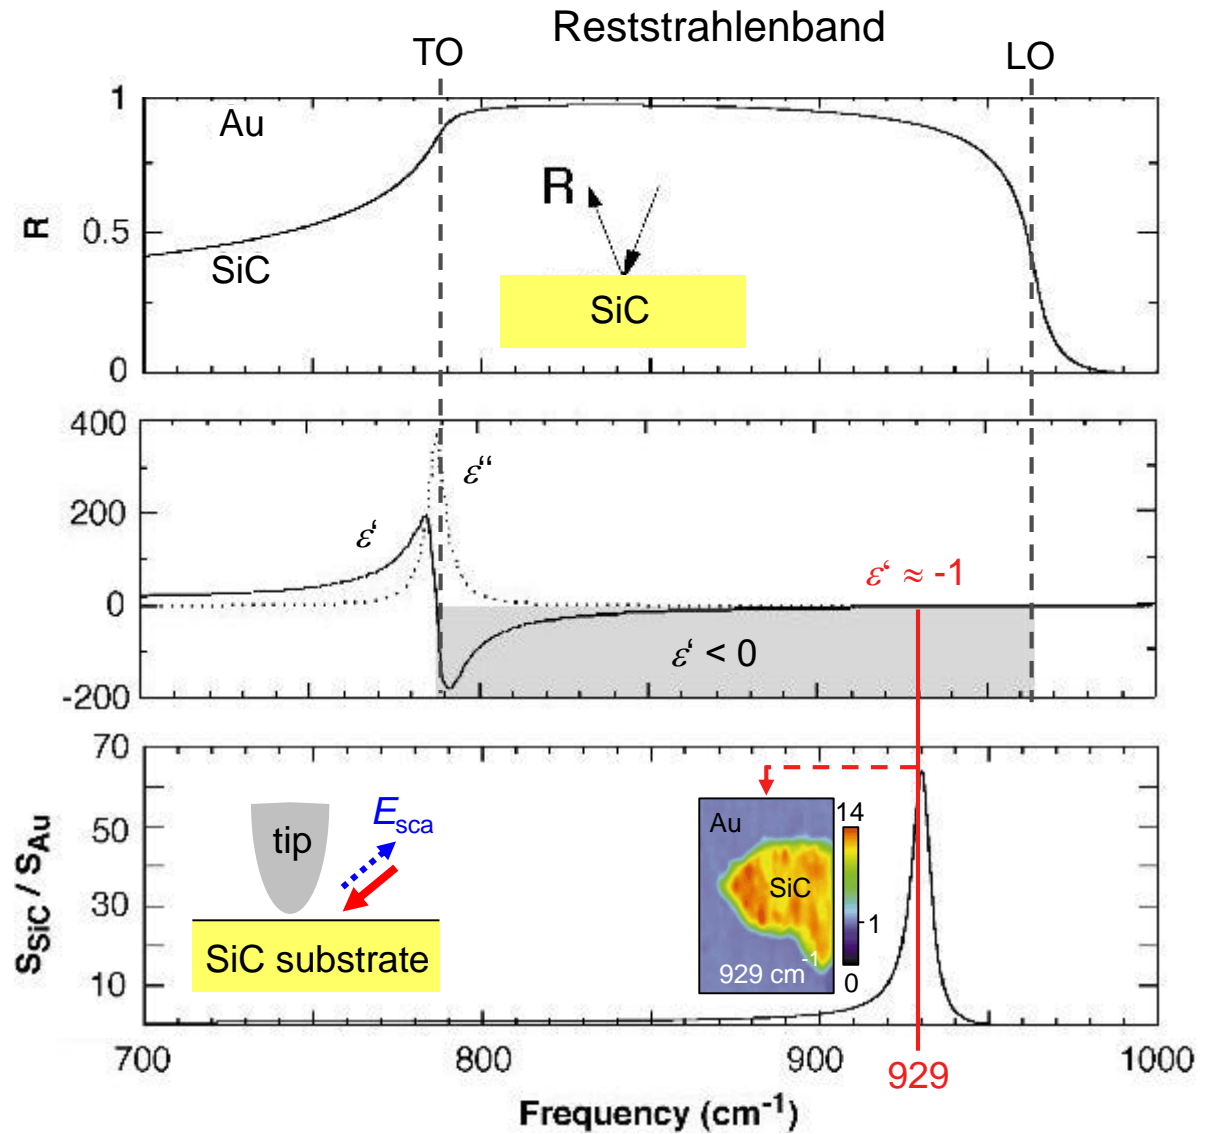 Reststrahlenband
TO
LO
1
Au
R
0.5
SiC
R
SiC
0
400
ε“
200
ε‘
ε‘ ≈ -1
0
ε‘ < 0
-200
70
14
Au
E_sca
50
tip
SiC
S_SiC / S_Au
30
1
SiC substrate
929 cm^-1
0
10
700
800
900
929
1000
Frequency (cm^-1)